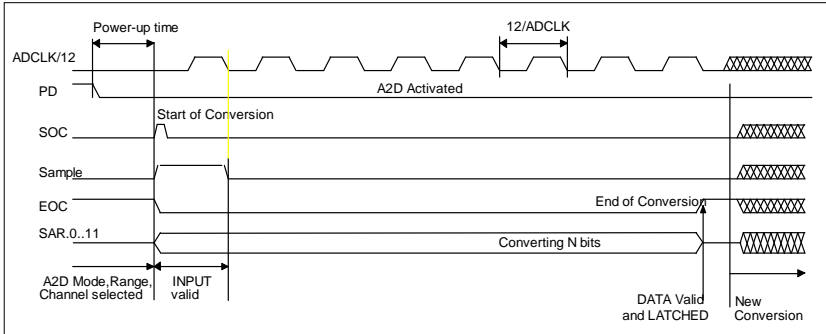 Power-up time
12/ADCLK
ADCLK/12
PD
A2D Activated
Start of Conversion
SOC
Sample
EOC
End of Conversion
SAR.0..11
Converting N bits
A2D Mode,Range,
Channel selected
INPUT
valid
DATA Valid
and LATCHED
New
Conversion